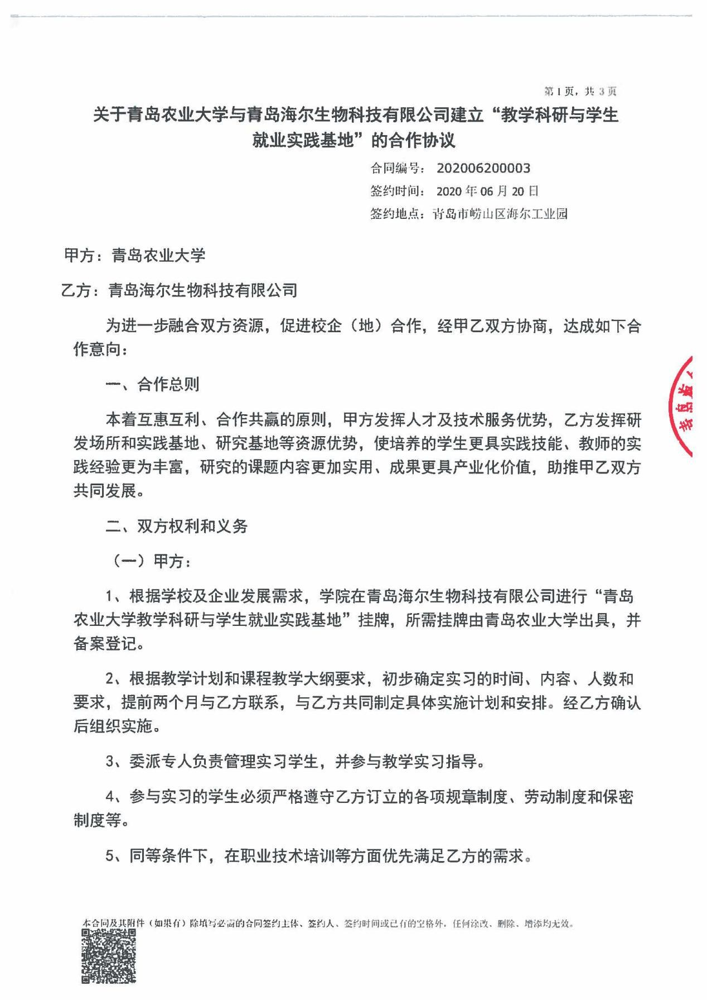 第1页，共3页
关于青岛农业大学与青岛海尔生物科技有限公司建立“教学科研与学生
就业实践基地”的合作协议
合同编号： 202006200003
签约时间： 2020 年 06 月 20 日
签约地点：青岛市崂山区海尔工业园
甲方：青岛农业大学
乙方：青岛海尔生物科技有限公司
为进一步融合双方资源，促进校企（地）合作，经甲乙双方协商，达成如下合
作意向：
一、合作总则
本着互惠互利、合作共赢的原则，甲方发挥人才及技术服务优势，乙方发挥研
发场所和实践基地、研究基地等资源优势，使培养的学生更具实践技能、教师的实
践经验更为丰富，研究的课题内容更加实用、成果更具产业化价值，助推甲乙双方
共同发展。
二、双方权利和义务
（一）甲方：
1、根据学校及企业发展需求，学院在青岛海尔生物科技有限公司进行“青岛
农业大学教学科研与学生就业实践基地”挂牌，所需挂牌由青岛农业大学出具，并
备案登记。
2、根据教学计划和课程教学大纲要求，初步确定实习的时间、内容、人数和
要求，提前两个月与乙方联系，与乙方共同制定具体实施计划和安排。经乙方确认
后组织实施。
3、委派专人负责管理实习学生，并参与教学实习指导。
4、参与实习的学生必须严格遵守乙方订立的各项规章制度、劳动制度和保密
制度等。
5、同等条件下，在职业技术培训等方面优先满足乙方的需求。
本合同及其附件（如果有）除填写必需的合同签约主体、签约人、签约时间或已有的空格外，任何涂改、删除、增添均无效。